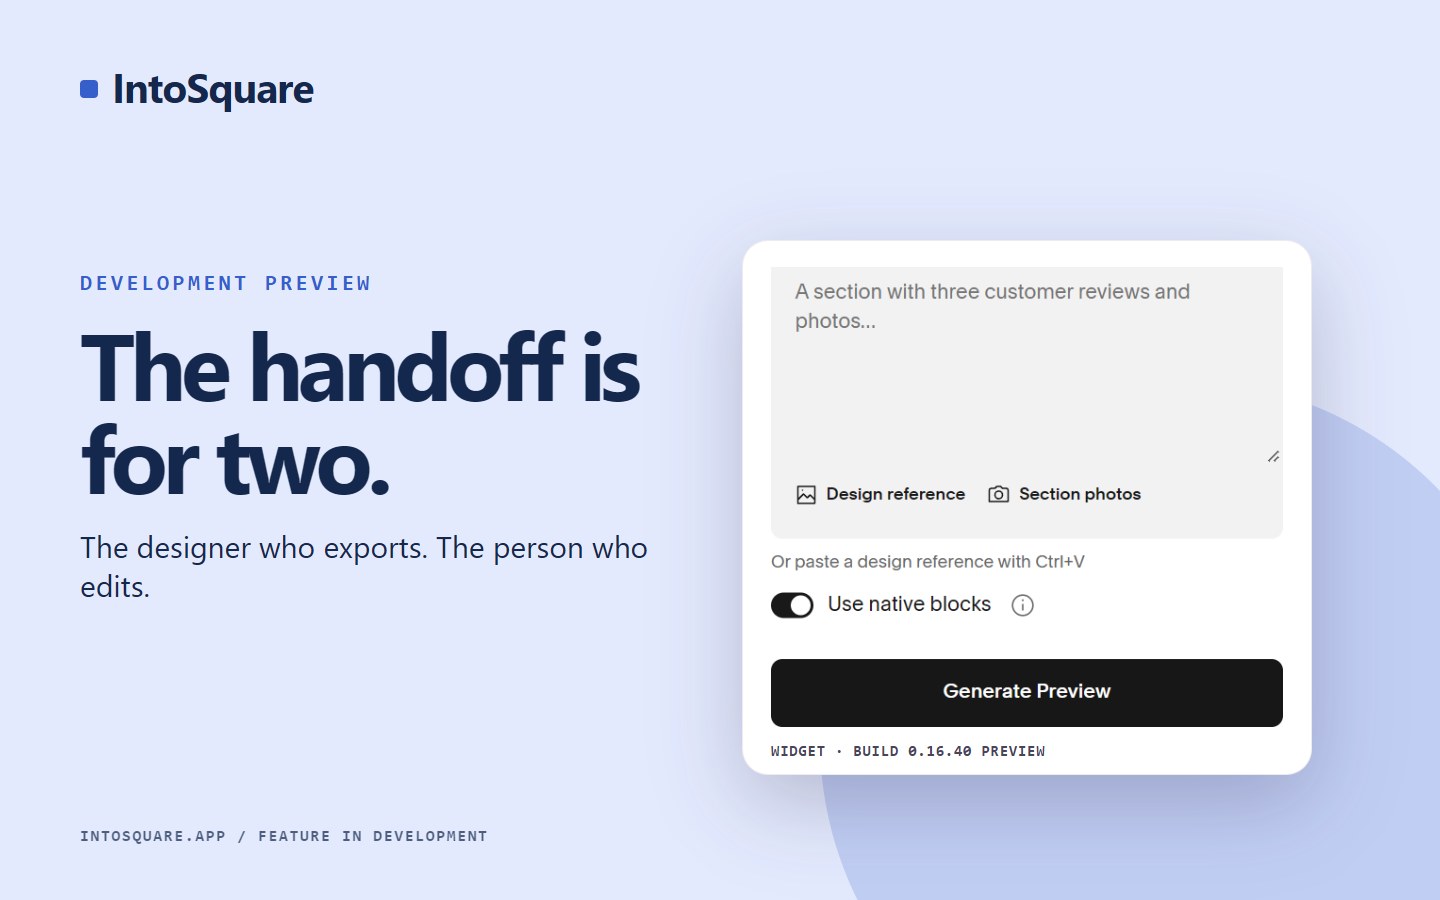 IntoSquare
DEVELOPMENT PREVIEW
The handoff is
for two.
The designer who exports. The person who
edits.
A section with three customer reviews and
photos...
Design reference
Section photos
Or paste a design reference with Ctrl+V
Use native blocks
Generate Preview
WIDGET · BUILD 0.16.40 PREVIEW
INTOSQUARE.APP / FEATURE IN DEVELOPMENT